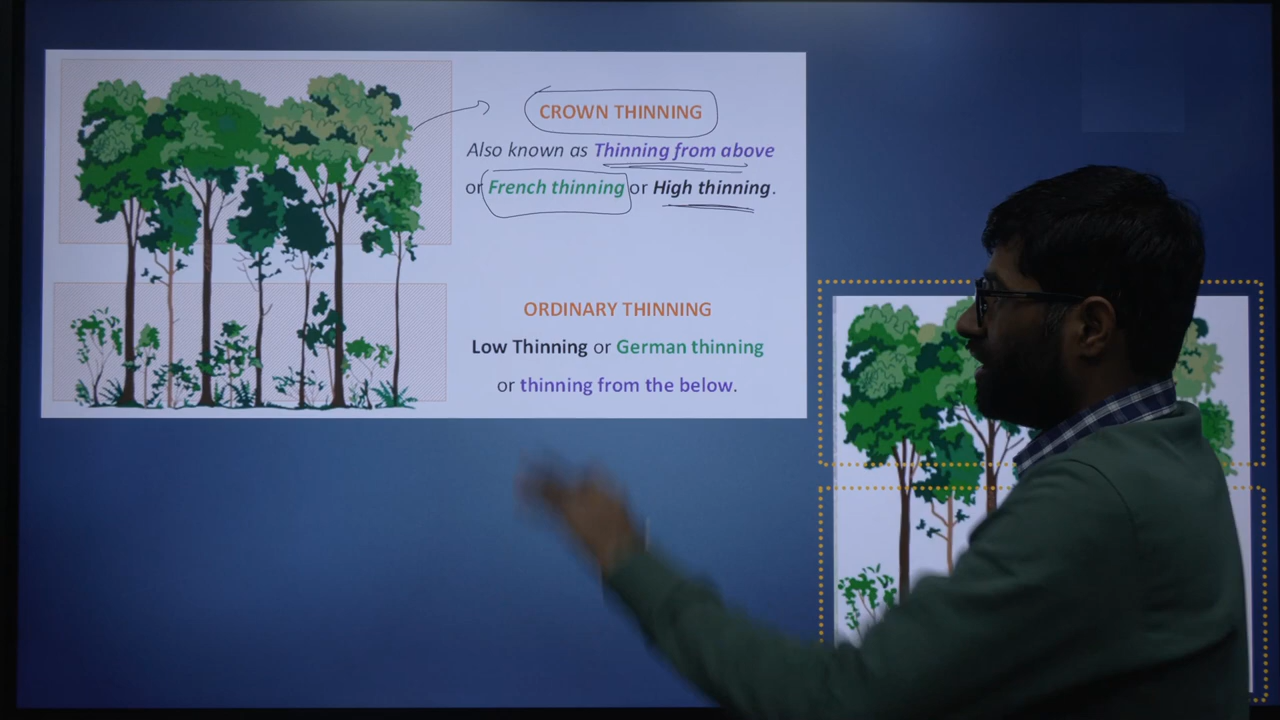 CROWN THINNING
Also known as Thinning from above
or French thinning or High thinning.
ORDINARY THINNING
Low Thinning or German thinning
or thinning from the below.